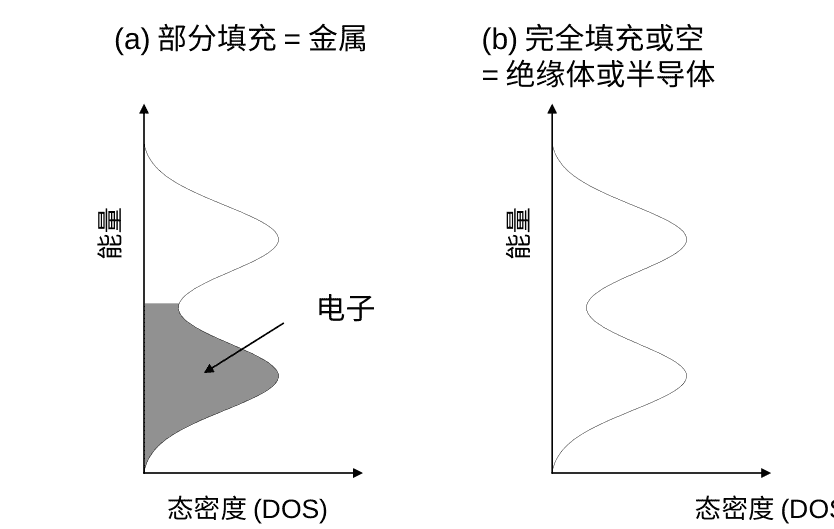 (a) 部分填充 = 金属
(b) 完全填充或空
= 绝缘体或半导体
能量
能量
电子
态密度 (DOS)
态密度 (DOS